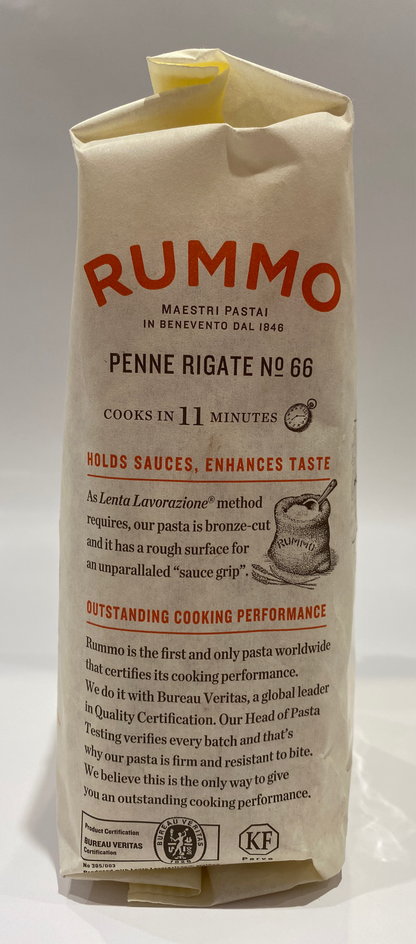 RUMMO
MAESTRI PASTAI
IN BENEVENTO DAL 1846
PENNE RIGATE Nº 66
COOKS IN 11 MINUTES
HOLDS SAUCES, ENHANCES TASTE
As Lenta Lavorazione® method
requires, our pasta is bronze-cut
and it has a rough surface for
an unparallaled “sauce grip”.
RUMMO
OUTSTANDING COOKING PERFORMANCE
Rummo is the first and only pasta worldwide
that certifies its cooking performance.
We do it with Bureau Veritas, a global leader
in Quality Certification. Our Head of Pasta
Testing verifies every batch and that's
why our pasta is firm and resistant to bite.
We believe this is the only way to give
you an outstanding cooking performance.
Product Certification
BUREAU VERITAS
Certification
No 365/003
BUREAU VERITAS
1828
KF
Parve